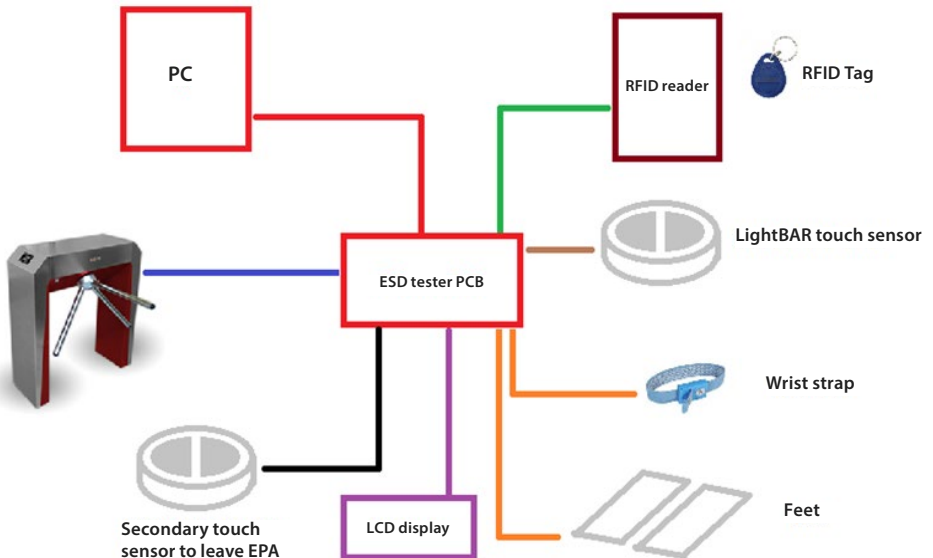 PC
RFID reader
RFID Tag
LightBAR touch sensor
ESD tester PCB
Wrist strap
Secondary touch
sensor to leave EPA
LCD display
Feet